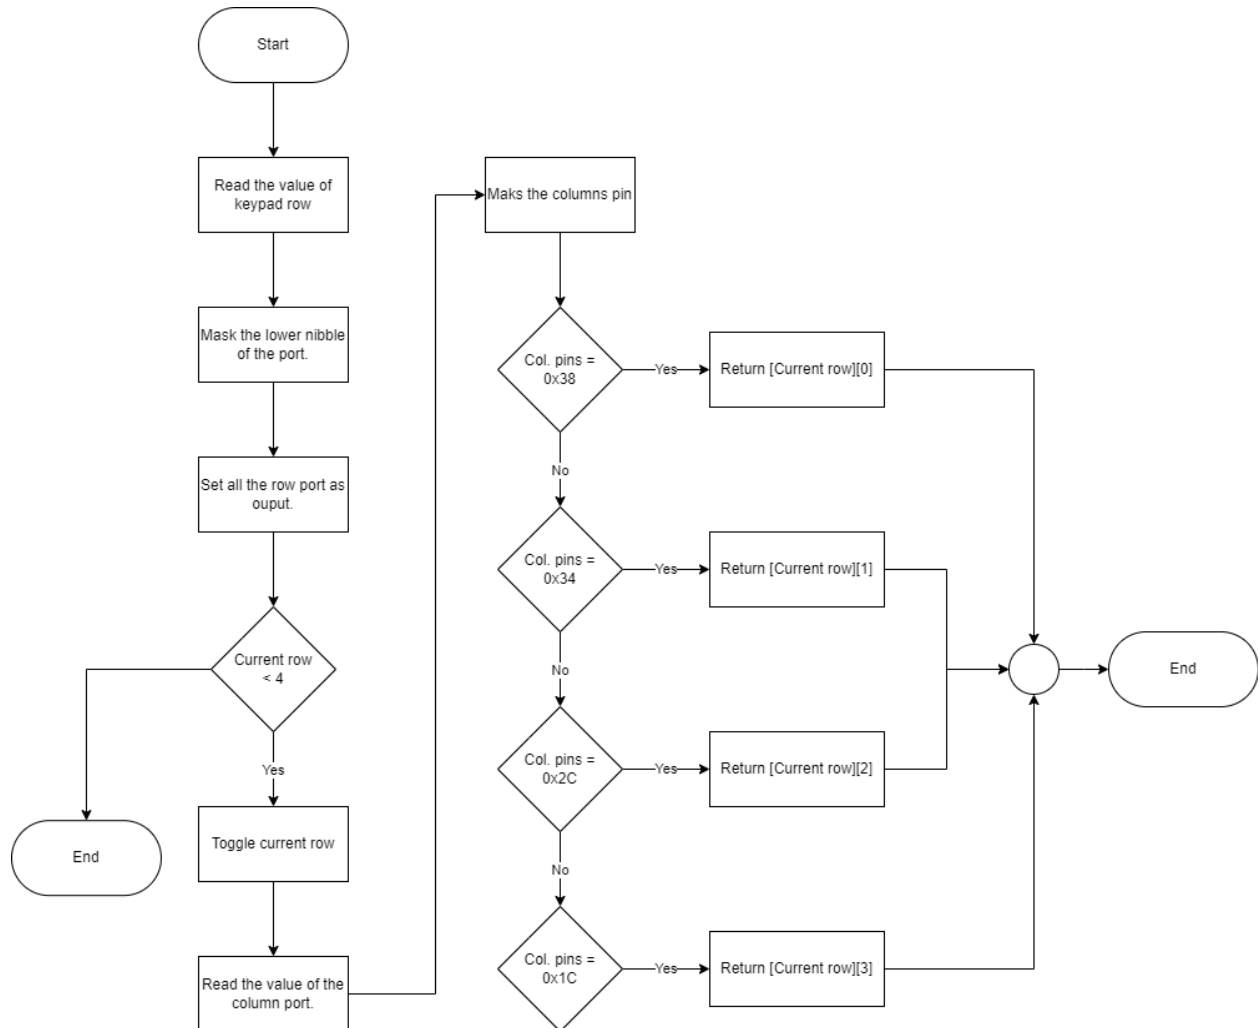 Start
Read the value of
keypad row
Mask the lower nibble
of the port.
Set all the row port as
ouput.
Current row
< 4
Yes
End
Toggle current row
Read the value of the
column port.
Maks the columns pin
Col. pins =
0x38
Yes
Return [Current row][0]
No
Col. pins =
0x34
Yes
Return [Current row][1]
No
Col. pins =
0x2C
Yes
Return [Current row][2]
No
Col. pins =
0x1C
Yes
Return [Current row][3]
End